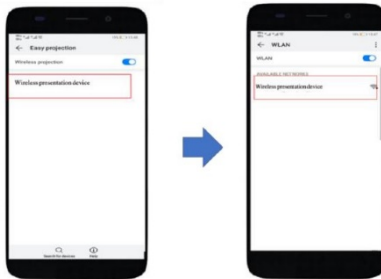 ← Easy projection
Wireless projection
Wireless presentation device
Search for devices
Help
← WLAN
WLAN
AVAILABLE NETWORKS
Wireless presentation device